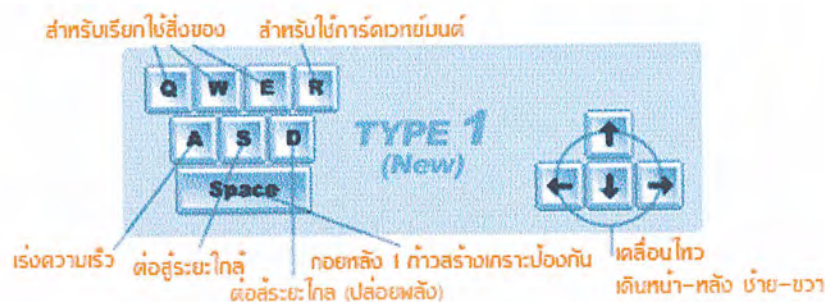 สำหรับเรียกใช้สิ่งของ สำหรับใช้การ์ดเวทย์มนต์
Q W E R
A S D
TYPE 1
(New)
Space
↑
← ↓ →
เร่งความเร็ว ต่อสู้ระยะใกล้ ถอยหลัง 1 ก้าวสร้างเกราะป้องกัน เคลื่อนไหว
ต่อสู้ระยะไกล (ปล่อยพลัง) เดินหน้า-หลัง ซ้าย-ขวา